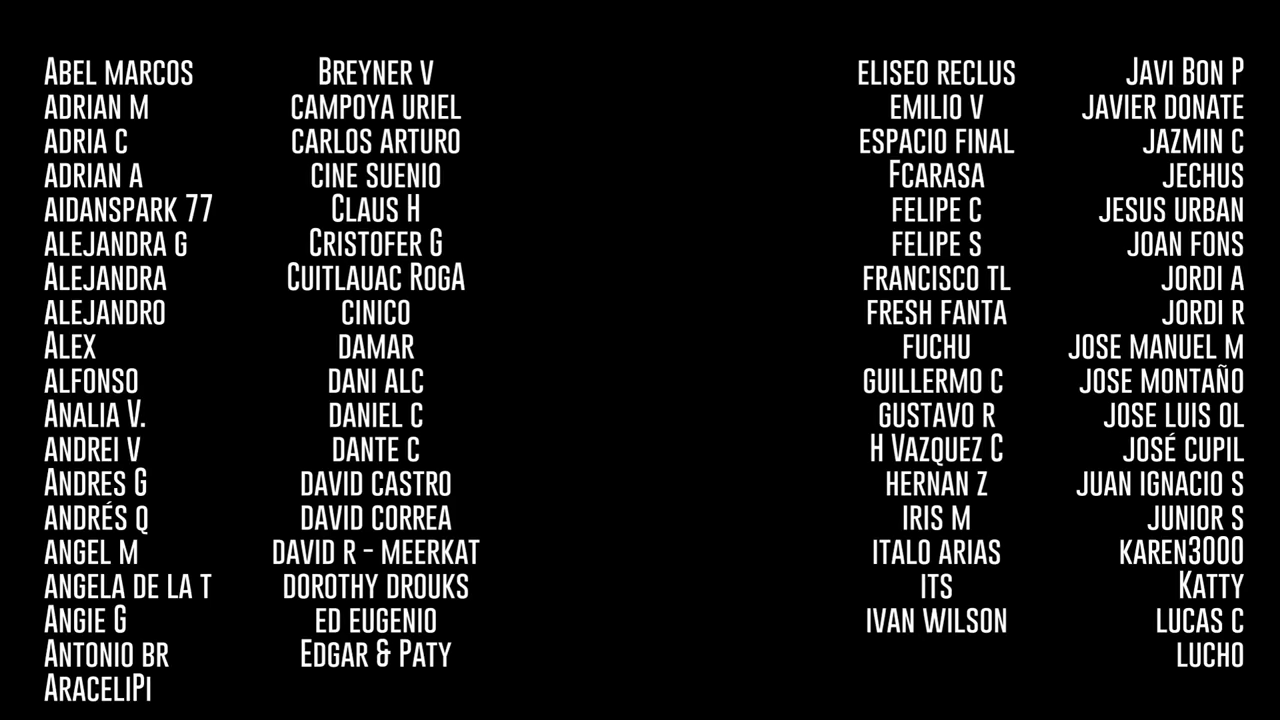 Abel marcos
adrian m
adria c
adrian a
aidanspark 77
alejandra g
Alejandra
alejandro
Alex
alfonso
Analia V.
andrei v
Andres G
andrés q
angel m
angela de la t
Angie G
Antonio br
AraceliPi
Breyner v
campoya uriel
carlos arturo
cine suenio
Claus H
Cristofer G
Cuitlauac RogA
cinico
damar
dani alc
daniel c
dante c
david castro
david correa
david r - meerkat
dorothy drouks
ed eugenio
Edgar & Paty
eliseo reclus
emilio v
espacio final
Fcarasa
felipe c
felipe s
francisco tl
fresh fanta
fuchu
guillermo c
gustavo r
H Vazquez C
hernan z
iris m
italo arias
its
ivan wilson
Javi Bon P
javier donate
jazmin c
jechus
jesus urban
joan fons
jordi a
jordi r
jose manuel m
jose montaño
jose luis ol
josé cupil
juan ignacio s
junior s
karen3000
Katty
lucas c
lucho